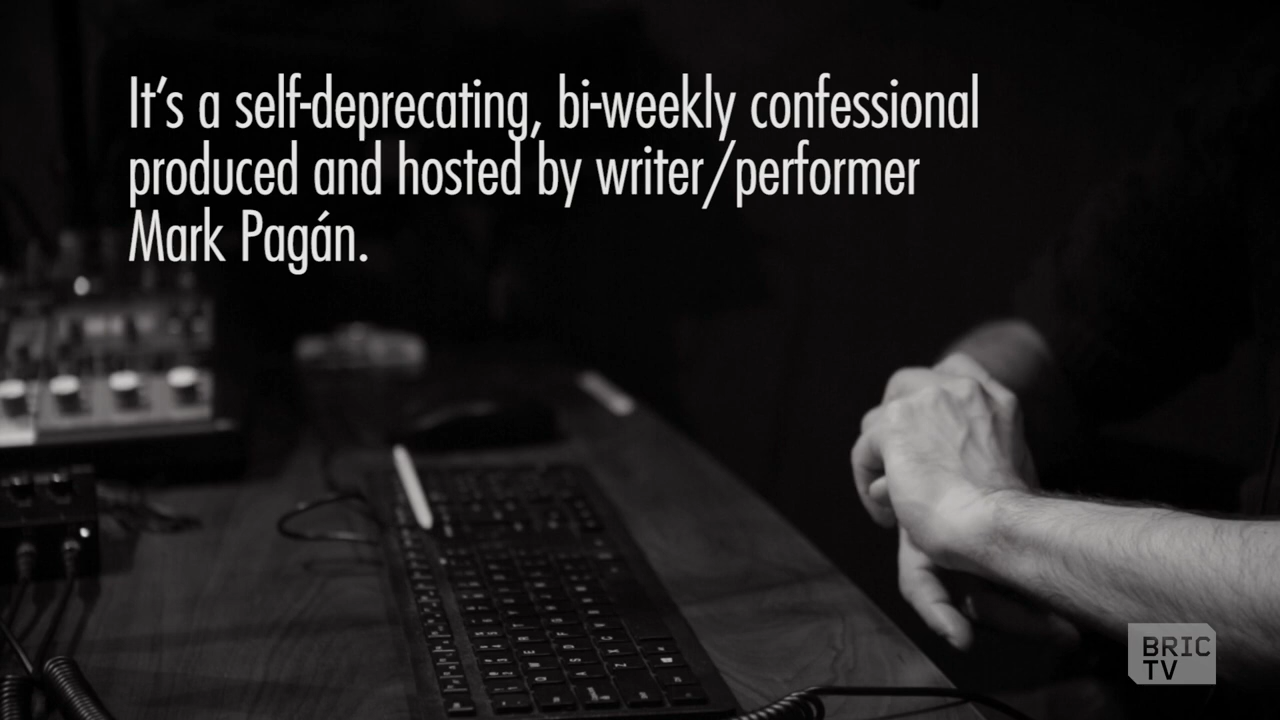 It's a self-deprecating, bi-weekly confessional
produced and hosted by writer/performer
Mark Pagán.
BRIC
TV